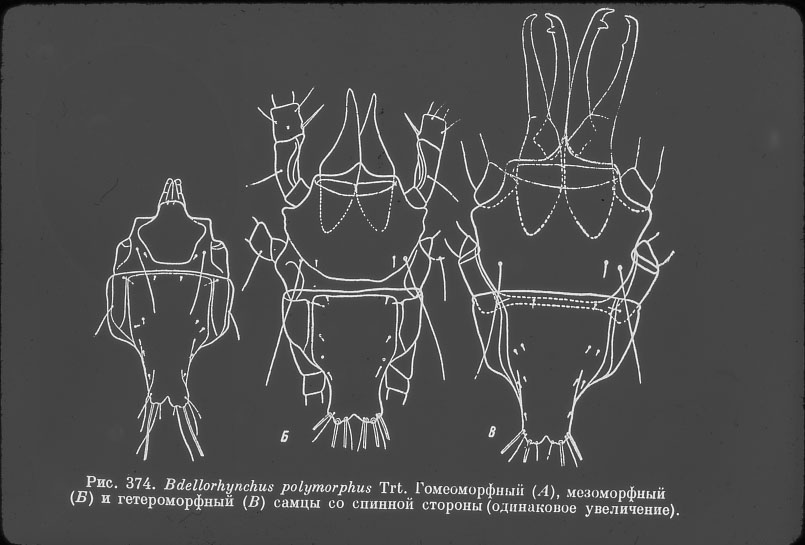 Б
В
Рис. 374. Bdellorhynchus polymorphus Trt. Гомеоморфный (А), мезоморфный
(Б) и гетероморфный (В) самцы со спинной стороны (одинаковое увеличение).